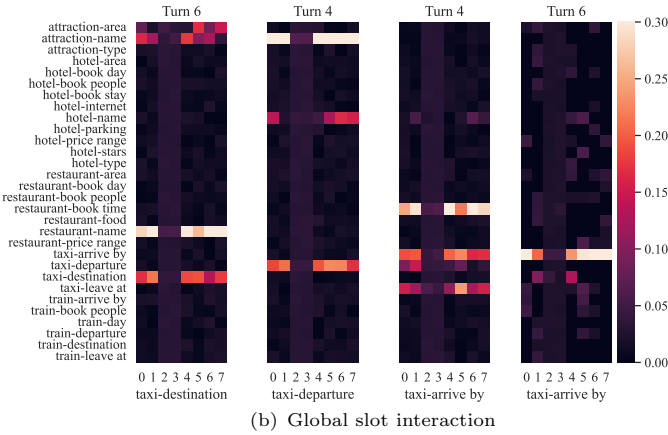 Turn 6 Turn 4 Turn 4 Turn 6
attraction-area
attraction-name
attraction-type
hotel-area
hotel-book day
hotel-book people
hotel-book stay
hotel-internet
hotel-name
hotel-parking
hotel-price range
hotel-stars
hotel-type
restaurant-area
restaurant-book day
restaurant-book people
restaurant-book time
restaurant-food
restaurant-name
restaurant-price range
taxi-arrive by
taxi-departure
taxi-destination
taxi-leave at
train-arrive by
train-book people
train-day
train-departure
train-destination
train-leave at
0.30
0.25
0.20
0.15
0.10
0.05
0.00
0 1 2 3 4 5 6 7 0 1 2 3 4 5 6 7 0 1 2 3 4 5 6 7 0 1 2 3 4 5 6 7
taxi-destination taxi-departure taxi-arrive by taxi-arrive by
(b) Global slot interaction